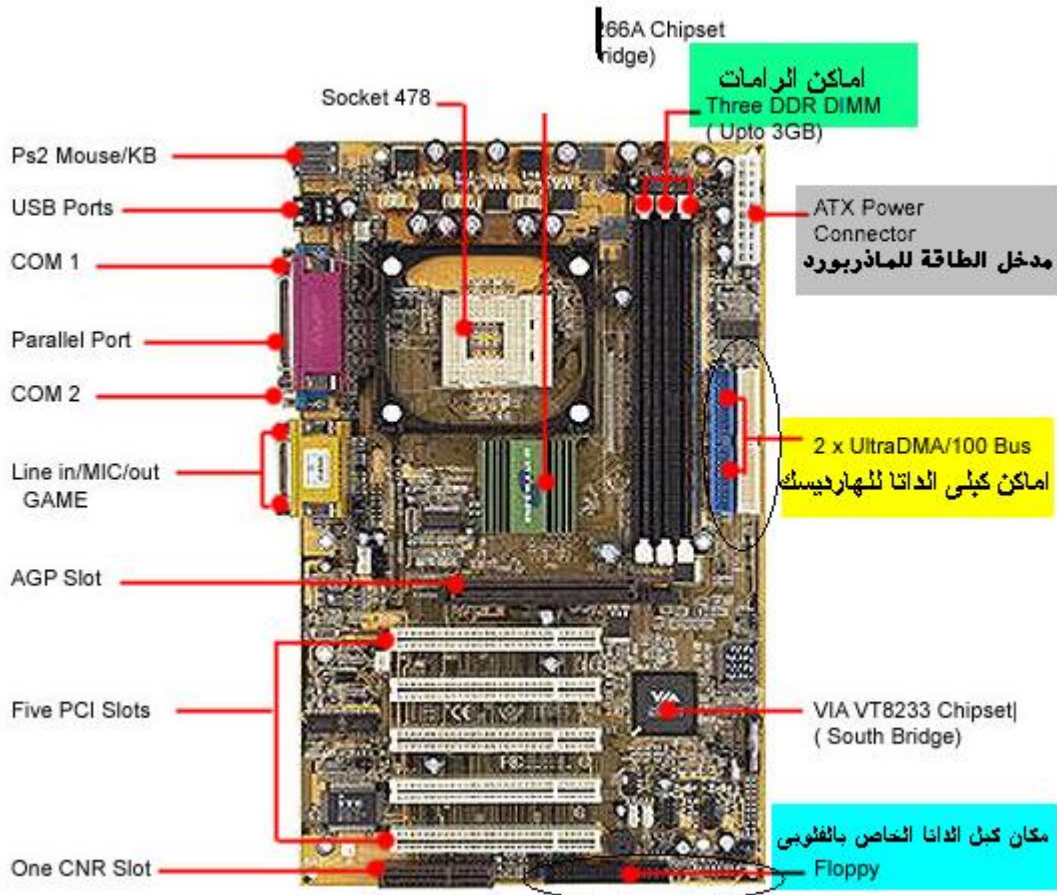 266A Chipset
ridge)
اماكن الرامات
Three DDR DIMM
( Upto 3GB)
Socket 478
Ps2 Mouse/KB
USB Ports
COM 1
Parallel Port
COM 2
Line in/MIC/out
GAME
AGP Slot
Five PCI Slots
One CNR Slot
ATX Power
Connector
مدخل الطاقة للماذربورد
2 x UltraDMA/100 Bus
اماكن كبلى الداتا للهارديسك
VIA
VIA VT8233 Chipset|
( South Bridge)
مكان كبل الداتا الخاص بالفلوبى
Floppy